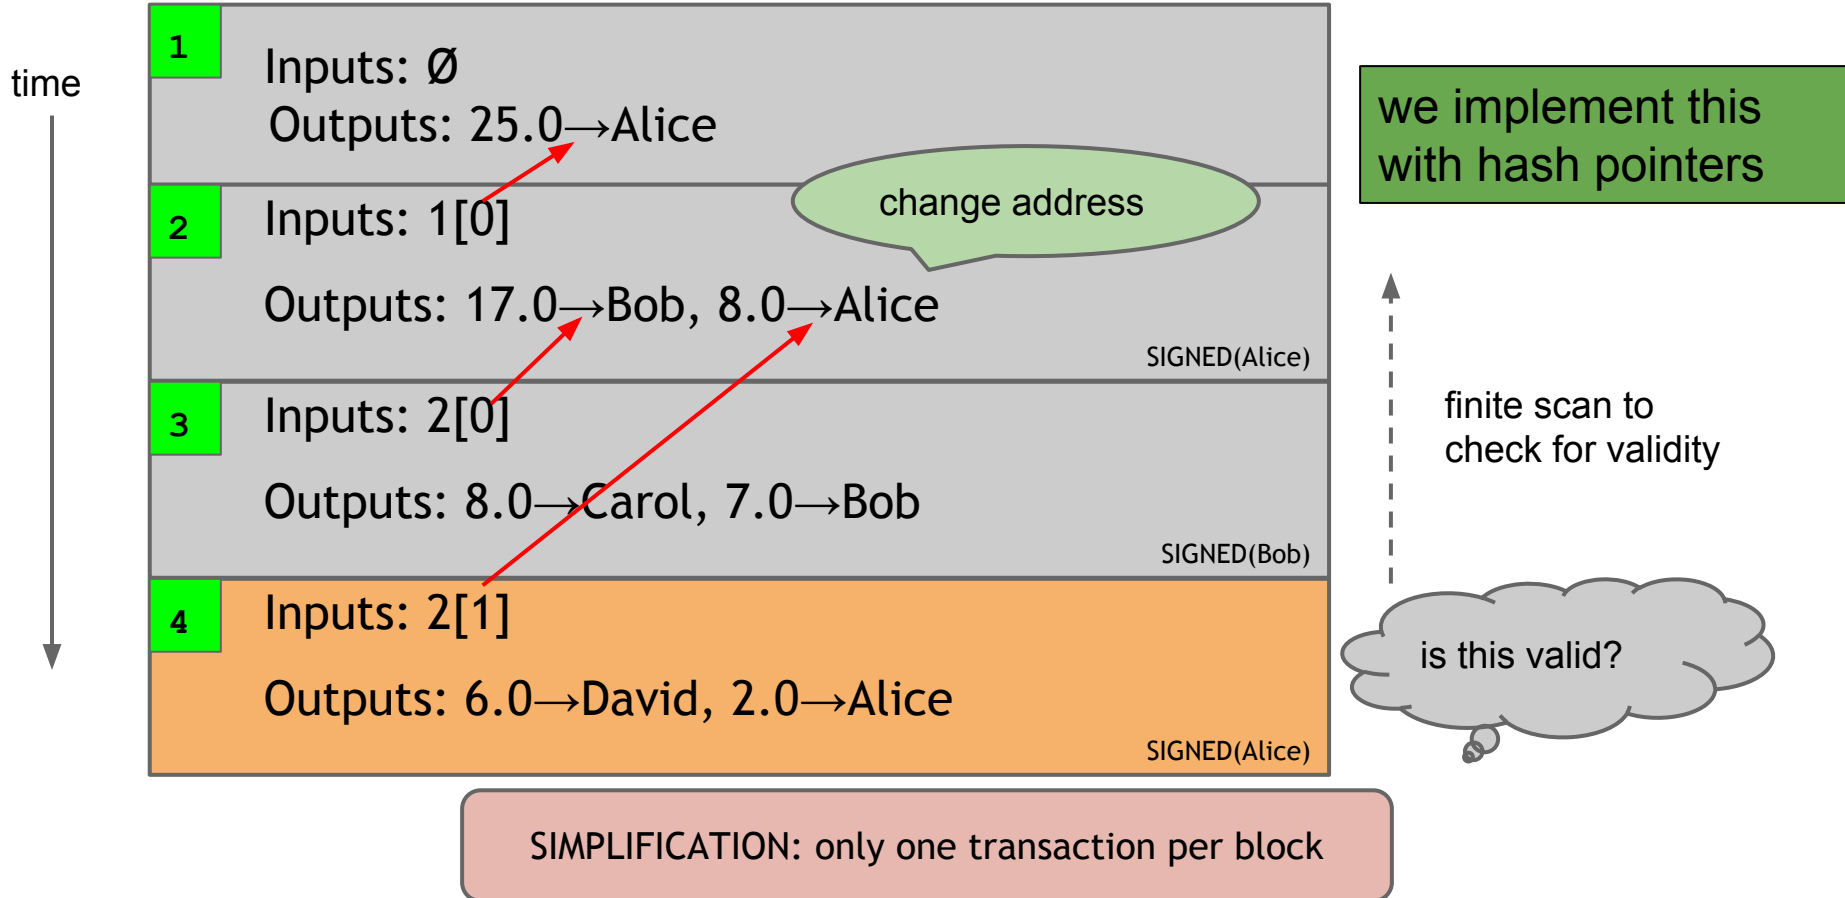 time
1
Inputs: Ø
Outputs: 25.0→Alice
we implement this
with hash pointers
2
Inputs: 1[0]
change address
Outputs: 17.0→Bob, 8.0→Alice
SIGNED(Alice)
3
Inputs: 2[0]
finite scan to
check for validity
Outputs: 8.0→Carol, 7.0→Bob
SIGNED(Bob)
4
Inputs: 2[1]
is this valid?
Outputs: 6.0→David, 2.0→Alice
SIGNED(Alice)
SIMPLIFICATION: only one transaction per block